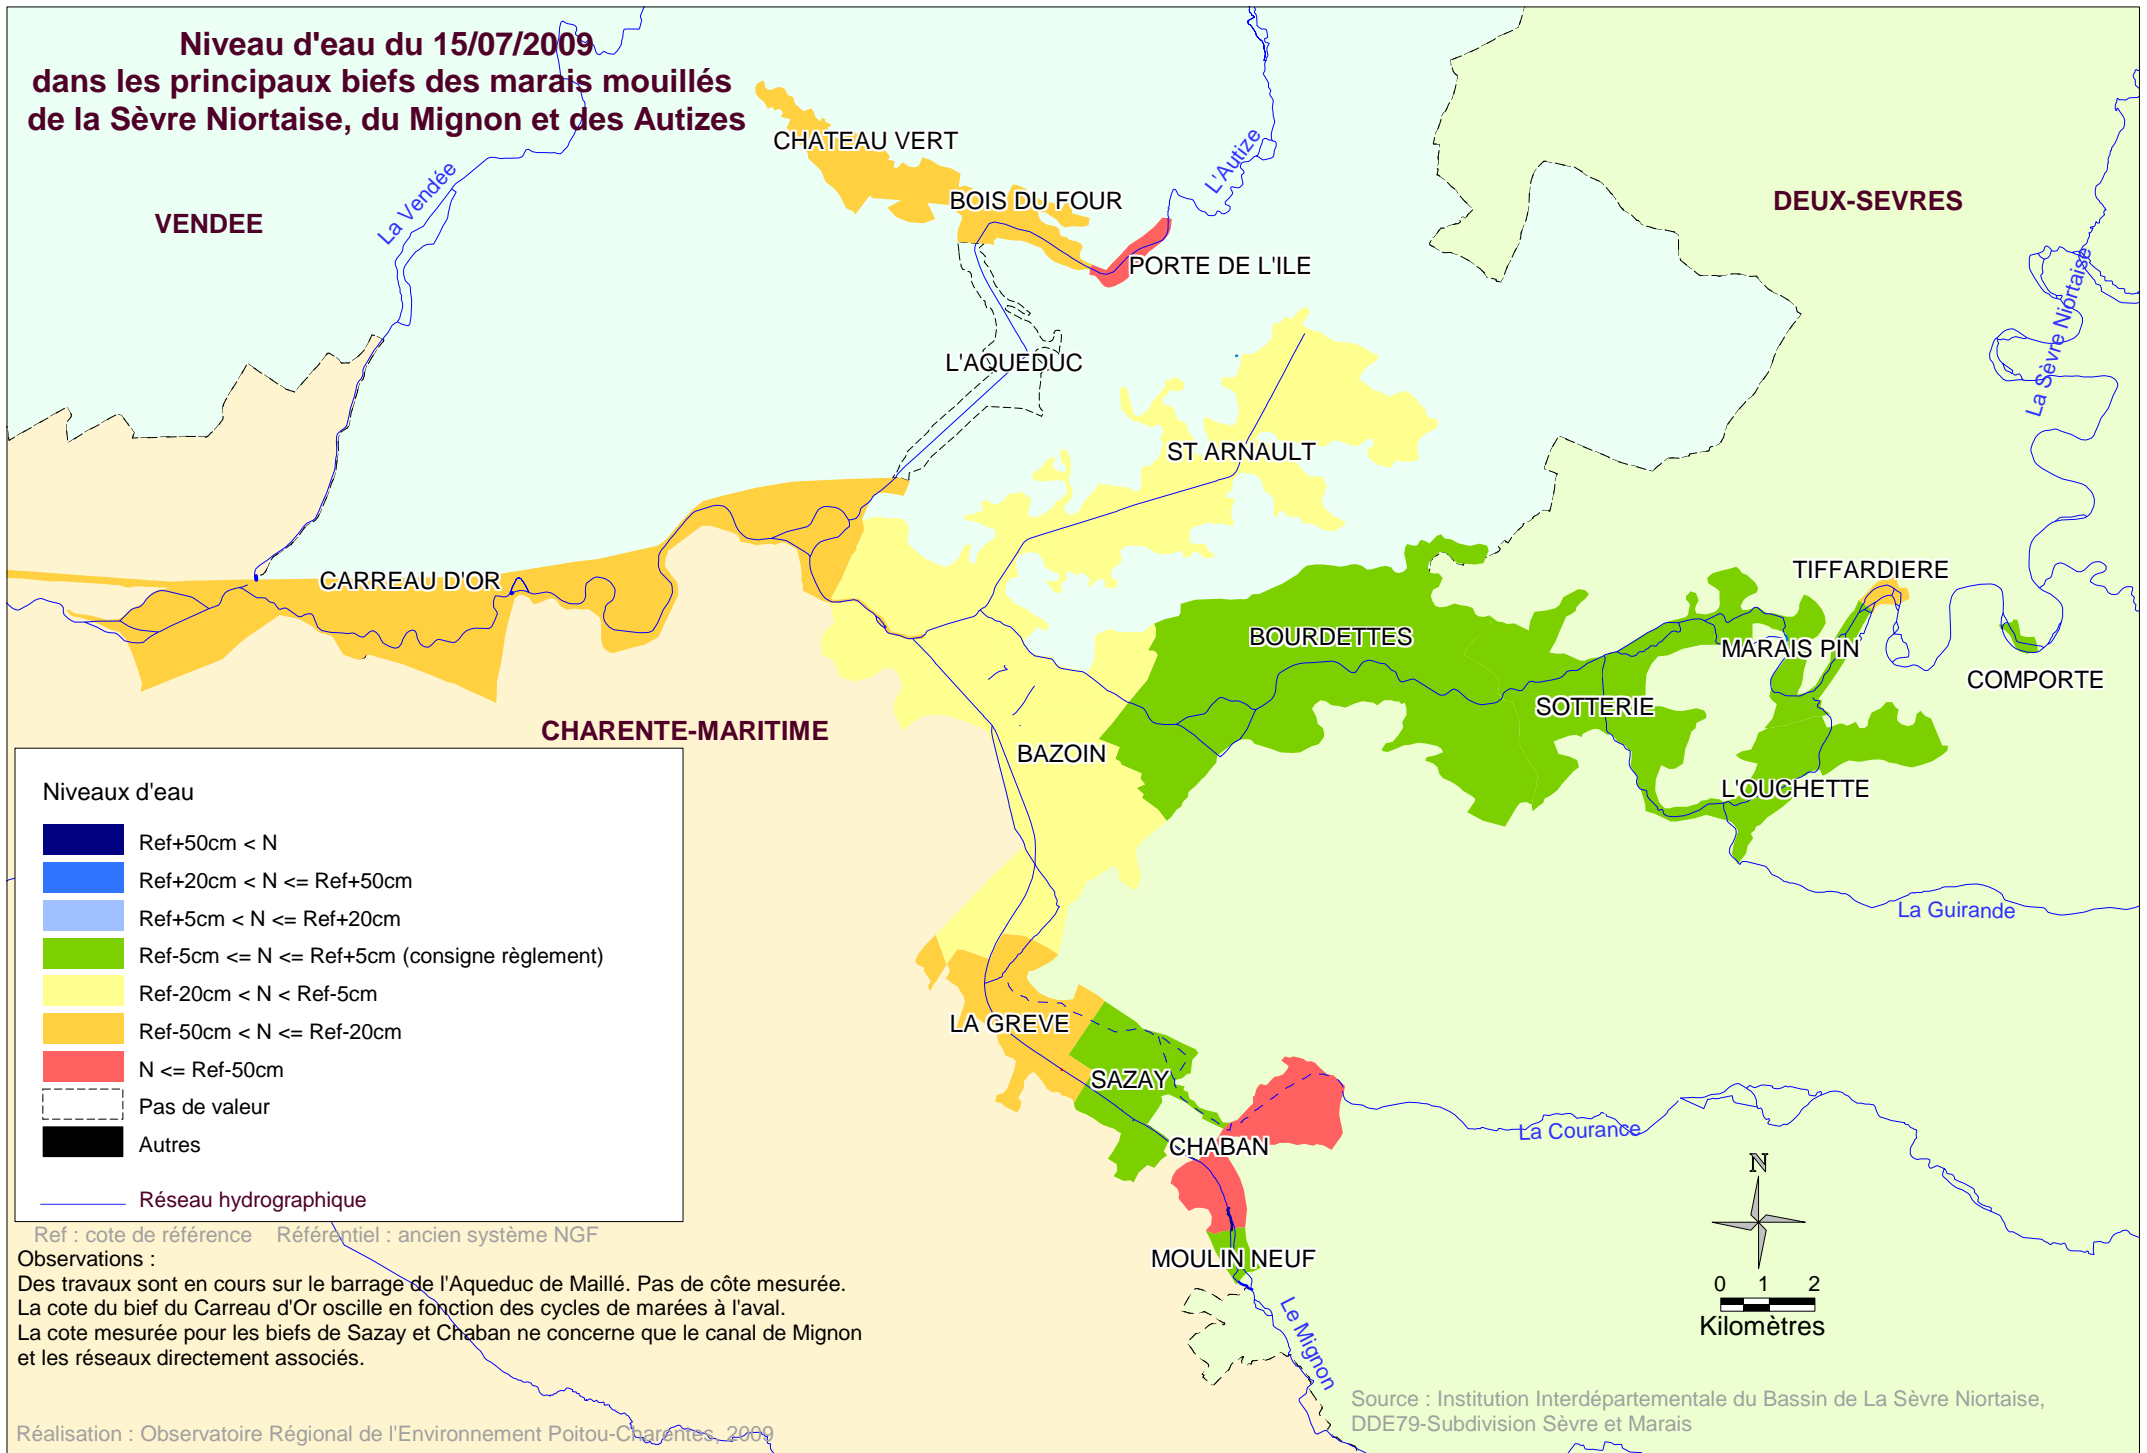 Niveau d'eau du 15/07/2009
dans les principaux biefs des marais mouillés
de la Sèvre Niortaise, du Mignon et des Autizes
CHATEAU VERT
L'Autize
La Vendée
BOIS DU FOUR
DEUX-SEVRES
VENDEE
PORTE DE L'ILE
La Sèvre Niortaise
L'AQUEDUC
ST ARNAULT
CARREAU D'OR
TIFFARDIERE
BOURDETTES
MARAIS PIN
COMPORTE
SOTTERIE
CHARENTE-MARITIME
BAZOIN
L'OUCHETTE
La Guirande
LA GREVE
SAZAY
CHABAN
La Courance
MOULIN NEUF
Le Mignon
Niveaux d'eau
Ref+50cm < N
Ref+20cm < N <= Ref+50cm
Ref+5cm < N <= Ref+20cm
Ref-5cm <= N <= Ref+5cm (consigne règlement)
Ref-20cm < N < Ref-5cm
Ref-50cm < N <= Ref-20cm
N <= Ref-50cm
Pas de valeur
Autres
Réseau hydrographique
Ref : cote de référence Référentiel : ancien système NGF
Observations :
Des travaux sont en cours sur le barrage de l'Aqueduc de Maillé. Pas de côte mesurée.
La cote du bief du Carreau d'Or oscille en fonction des cycles de marées à l'aval.
La cote mesurée pour les biefs de Sazay et Chaban ne concerne que le canal de Mignon
et les réseaux directement associés.
N
0 1 2
Kilomètres
Source : Institution Interdépartementale du Bassin de La Sèvre Niortaise,
DDE79-Subdivision Sèvre et Marais
Réalisation : Observatoire Régional de l'Environnement Poitou-Charentes, 2009